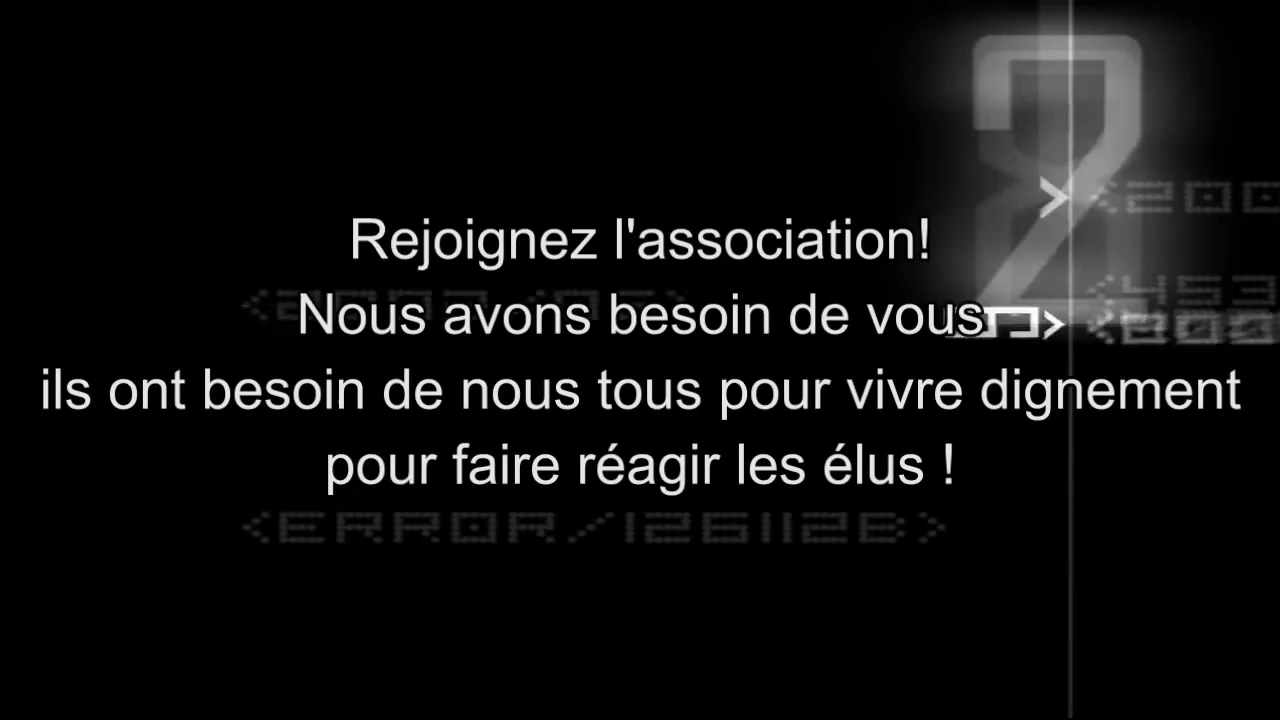 Rejoignez l'association!
Nous avons besoin de vous
ils ont besoin de nous tous pour vivre dignement
pour faire réagir les élus !
<ERROR/126112B>
2